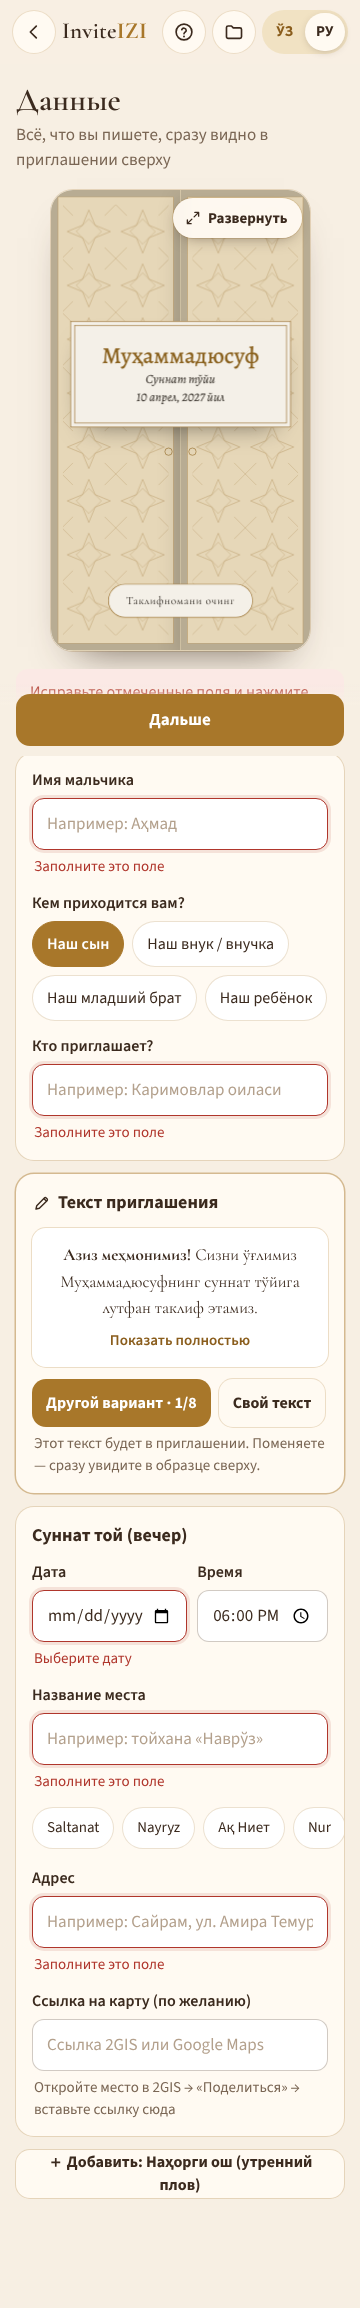 InviteIZI
ЎЗ
РУ
Данные
Всё, что вы пишете, сразу видно в
приглашении сверху
Развернуть
Муҳаммадюсуф
Суннат тўйи
10 апрел, 2027 йил
Таклифномани очинг
Исправьте отмеченные поля и нажмите
Дальше
Имя мальчика
Например: Аҳмад
Заполните это поле
Кем приходится вам?
Наш сын
Наш внук / внучка
Наш младший брат
Наш ребёнок
Кто приглашает?
Например: Каримовлар оиласи
Заполните это поле
Текст приглашения
Азиз меҳмонимиз! Сизни ўғлимиз
Муҳаммадюсуфнинг суннат тўйига
лутфан таклиф этамиз.
Показать полностью
Другой вариант · 1/8
Свой текст
Этот текст будет в приглашении. Поменяете
— сразу увидите в образце сверху.
Суннат той (вечер)
Дата
Время
mm/dd/yyyy
06:00 PM
Выберите дату
Название места
Например: тойхана «Наврўз»
Заполните это поле
Saltanat
Nayryz
Ақ Ниет
Nur
Адрес
Например: Сайрам, ул. Амира Темур
Заполните это поле
Ссылка на карту (по желанию)
Ссылка 2GIS или Google Maps
Откройте место в 2GIS → «Поделиться» →
вставьте ссылку сюда
+ Добавить: Наҳорги ош (утренний
плов)